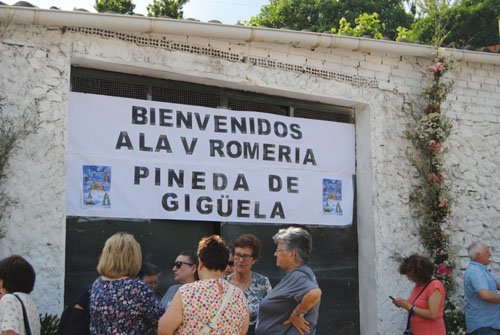 BIENVENIDOS
ALA V ROMERIA
PINEDA DE
GIGÜELA